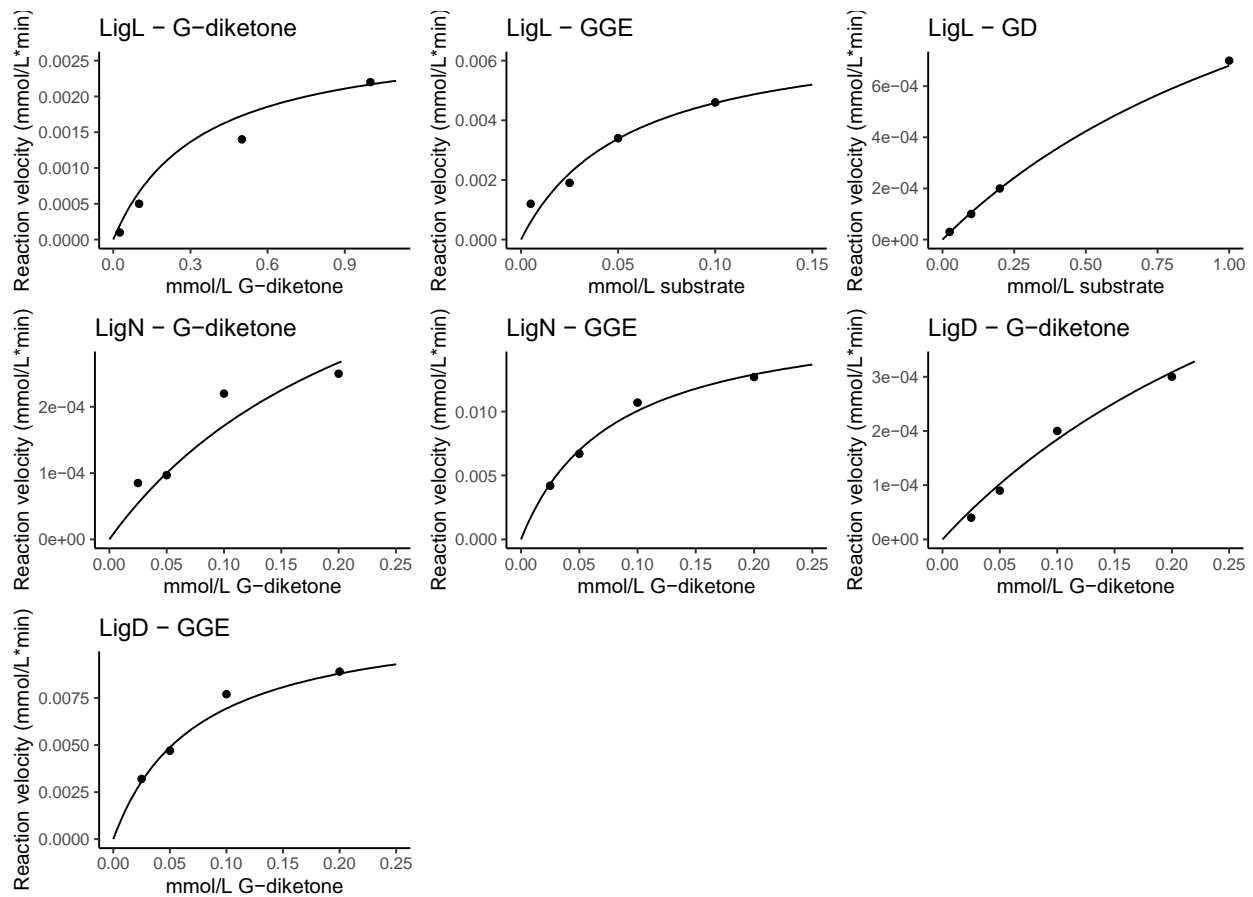 LigL − G−diketone
Reaction velocity (mmol/L*min)
0.0025
0.0020
0.0015
0.0010
0.0005
0.0000
0.0 0.3 0.6 0.9
mmol/L G−diketone
LigL − GGE
Reaction velocity (mmol/L*min)
0.006
0.004
0.002
0.000
0.00 0.05 0.10 0.15
mmol/L substrate
LigL − GD
Reaction velocity (mmol/L*min)
6e−04
4e−04
2e−04
0e+00
0.00 0.25 0.50 0.75 1.00
mmol/L substrate
LigN − G−diketone
Reaction velocity (mmol/L*min)
2e−04
1e−04
0e+00
0.00 0.05 0.10 0.15 0.20 0.25
mmol/L G−diketone
LigN − GGE
Reaction velocity (mmol/L*min)
0.010
0.005
0.000
0.00 0.05 0.10 0.15 0.20 0.25
mmol/L G−diketone
LigD − G−diketone
Reaction velocity (mmol/L*min)
3e−04
2e−04
1e−04
0e+00
0.00 0.05 0.10 0.15 0.20 0.25
mmol/L G−diketone
LigD − GGE
Reaction velocity (mmol/L*min)
0.0075
0.0050
0.0025
0.0000
0.00 0.05 0.10 0.15 0.20 0.25
mmol/L G−diketone